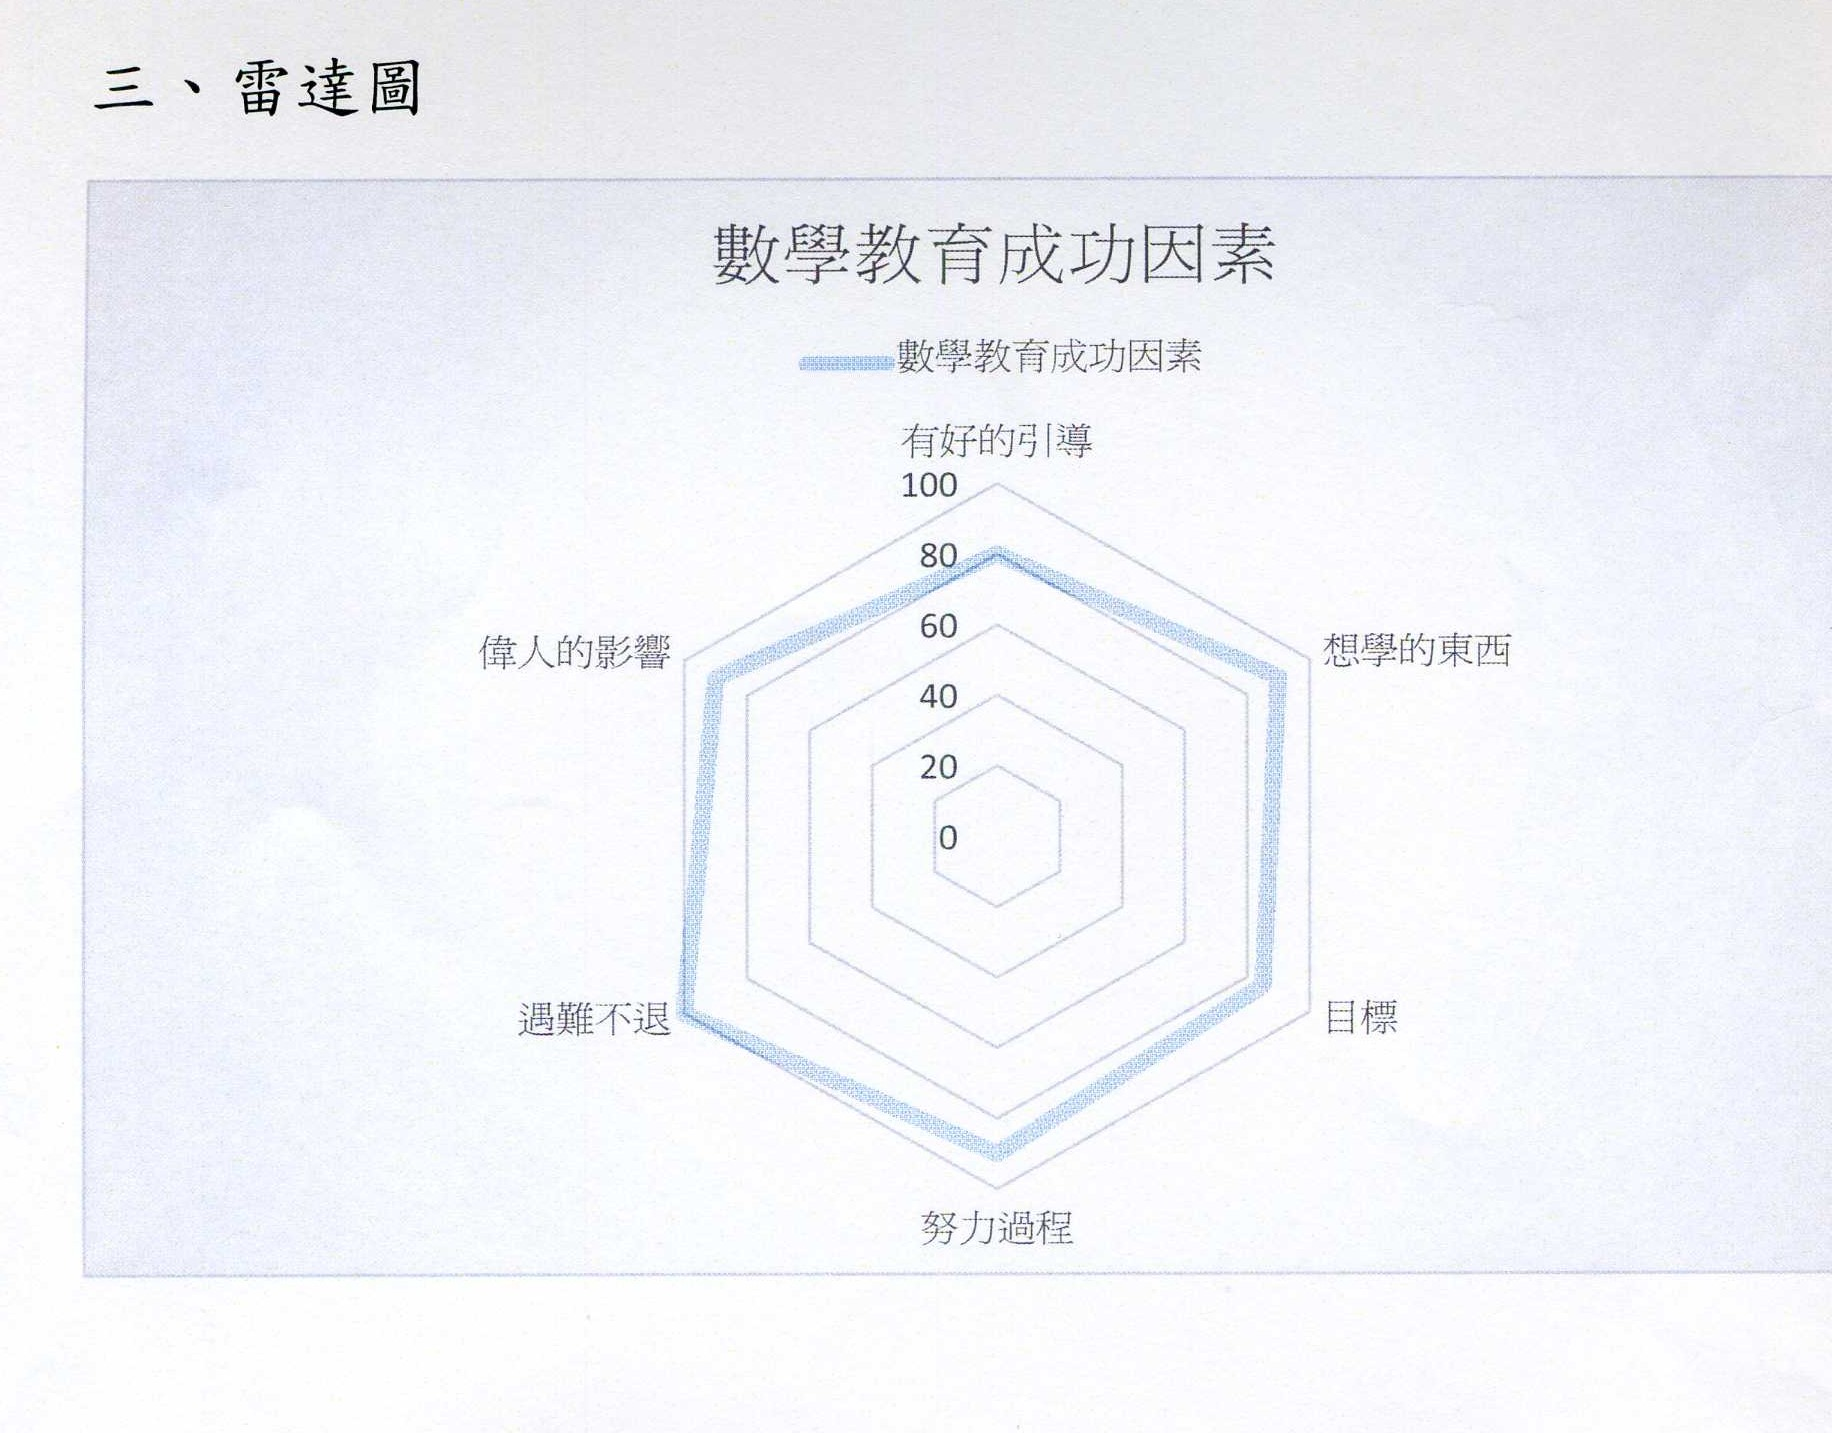 三、雷達圖
數學教育成功因素
數學教育成功因素
有好的引導
100
80
60
40
20
0
偉人的影響
想學的東西
遇難不退
目標
努力過程